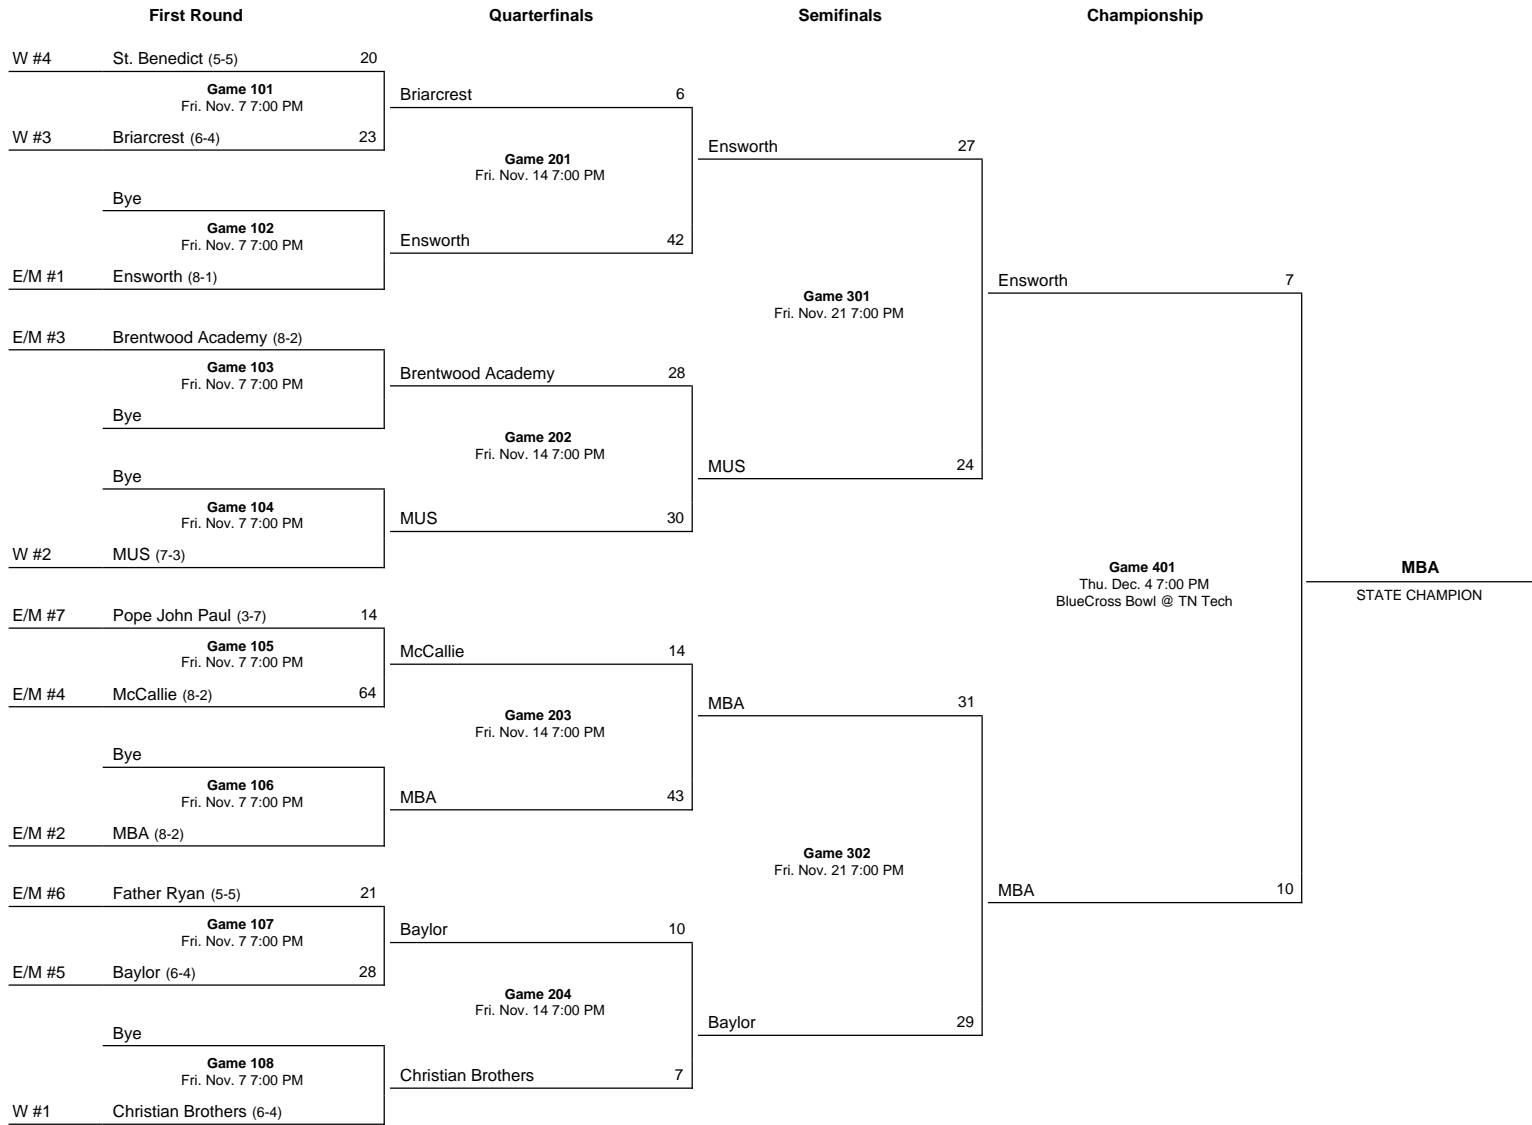 First Round Quarterfinals Semifinals Championship
W #4 St. Benedict (5-5) 20
Game 101
Fri. Nov. 7 7:00 PM
W #3 Briarcrest (6-4) 23
Bye
Game 102
Fri. Nov. 7 7:00 PM
E/M #1 Ensworth (8-1)
E/M #3 Brentwood Academy (8-2)
Game 103
Fri. Nov. 7 7:00 PM
Bye
Bye
Game 104
Fri. Nov. 7 7:00 PM
W #2 MUS (7-3)
E/M #7 Pope John Paul (3-7) 14
Game 105
Fri. Nov. 7 7:00 PM
E/M #4 McCallie (8-2) 64
Bye
Game 106
Fri. Nov. 7 7:00 PM
E/M #2 MBA (8-2)
E/M #6 Father Ryan (5-5) 21
Game 107
Fri. Nov. 7 7:00 PM
E/M #5 Baylor (6-4) 28
Bye
Game 108
Fri. Nov. 7 7:00 PM
W #1 Christian Brothers (6-4)
Briarcrest 6
Game 201
Fri. Nov. 14 7:00 PM
Ensworth 42
Brentwood Academy 28
Game 202
Fri. Nov. 14 7:00 PM
MUS 30
McCallie 14
Game 203
Fri. Nov. 14 7:00 PM
MBA 43
Baylor 10
Game 204
Fri. Nov. 14 7:00 PM
Christian Brothers 7
Ensworth 27
Game 301
Fri. Nov. 21 7:00 PM
MUS 24
MBA 31
Game 302
Fri. Nov. 21 7:00 PM
Baylor 29
Ensworth 7
Game 401
Thu. Dec. 4 7:00 PM
BlueCross Bowl @ TN Tech
MBA 10
MBA
STATE CHAMPION